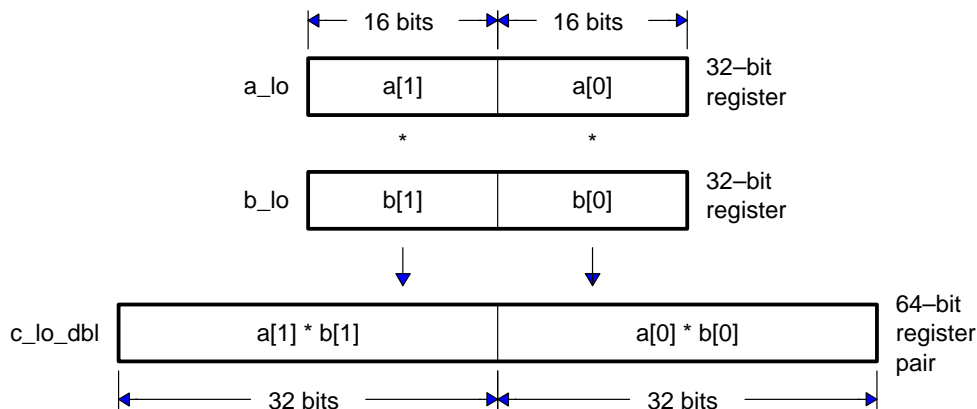 16 bits 16 bits
a_lo a[1] a[0] 32–bit
register
* *
b_lo b[1] b[0] 32–bit
register
c_lo_dbl a[1] * b[1] a[0] * b[0] 64–bit
register
pair
32 bits 32 bits